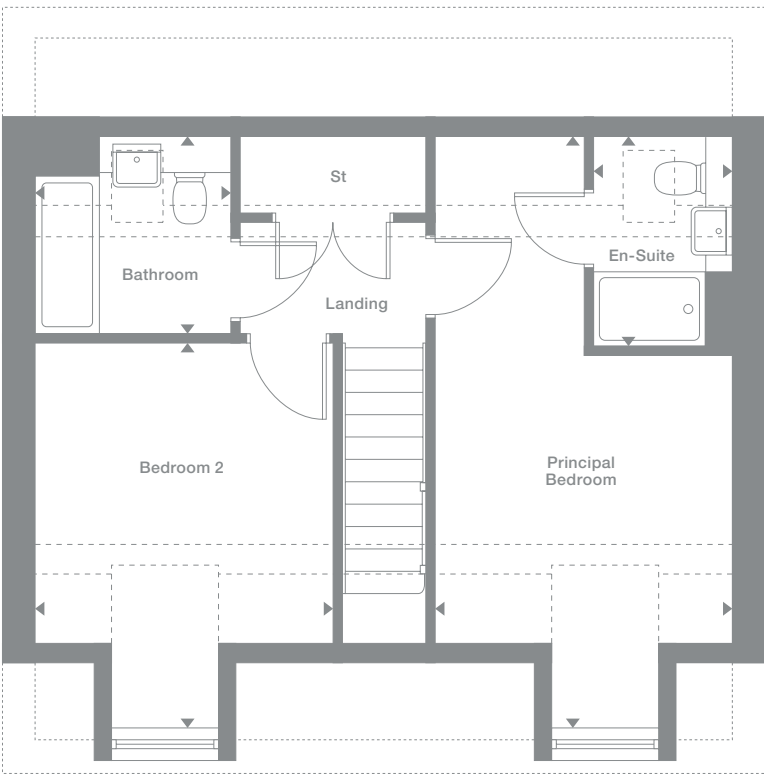 St
Bathroom
En-Suite
Landing
Bedroom 2
Principal
Bedroom